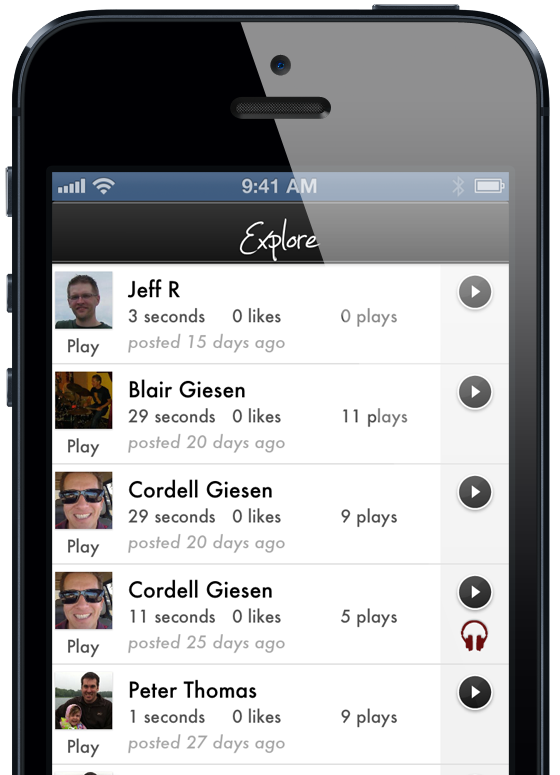 9:41 AM
Explore
Jeff R
3 seconds 0 likes 0 plays
Play posted 15 days ago
Blair Giesen
29 seconds 0 likes 11 plays
Play posted 20 days ago
Cordell Giesen
29 seconds 0 likes 9 plays
Play posted 20 days ago
Cordell Giesen
11 seconds 0 likes 5 plays
Play posted 25 days ago
Peter Thomas
1 seconds 0 likes 9 plays
Play posted 27 days ago